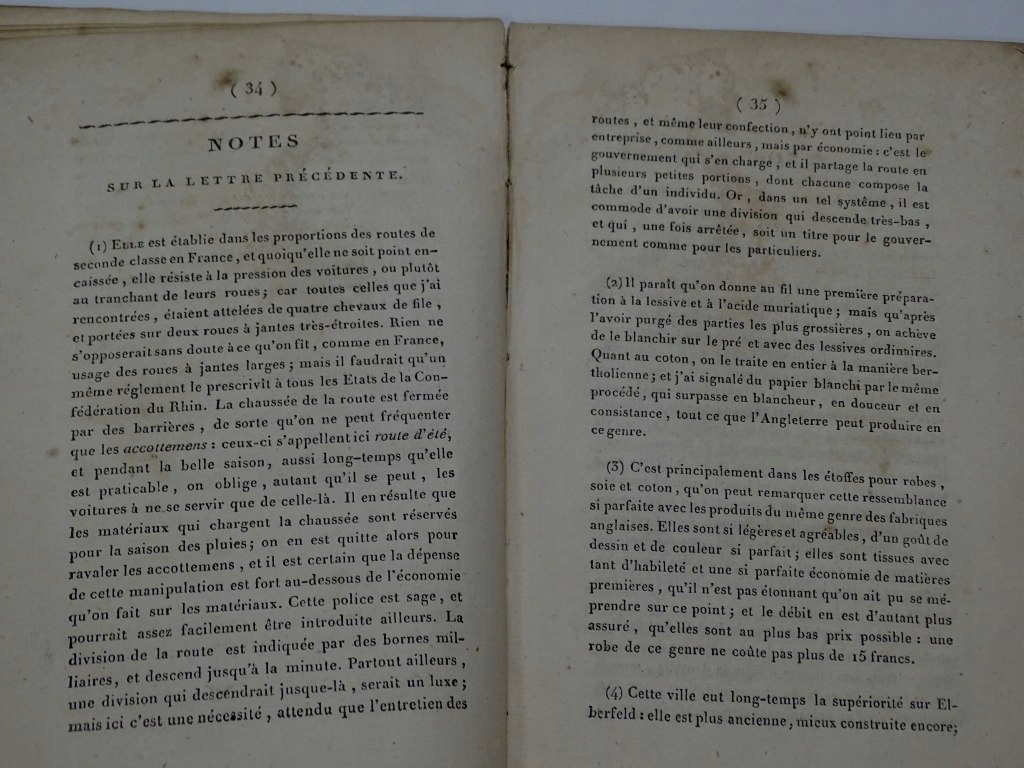 ( 34 )
NOTES
SUR LA LETTRE PRÉCÉDENTE.
(1) ELLE est établie dans les proportions des routes de
seconde classe en France, et quoiqu'elle ne soit point en-
caissée, elle résiste à la pression des voitures, ou plutôt
au tranchant de leurs roues; car toutes celles que j'ai
rencontrées, étaient attelées de quatre chevaux de file,
et portées sur deux roues à jantes très-étroites. Rien ne
s'opposerait sans doute à ce qu'on fît, comme en France,
usage des roues à jantes larges; mais il faudrait qu'un
même réglement le prescrivît à tous les Etats de la Con-
fédération du Rhin. La chaussée de la route est fermée
par des barrières, de sorte qu'on ne peut fréquenter
que les accottemens : ceux-ci s'appellent ici route d'été,
et pendant la belle saison, aussi long-temps qu'elle
est praticable, on oblige, autant qu'il se peut, les
voitures à ne se servir que de celle-là. Il en résulte que
les matériaux qui chargent la chaussée sont réservés
pour la saison des pluies; on en est quitte alors pour
ravaler les accottemens, et il est certain que la dépense
de cette manipulation est fort au-dessous de l'économie
qu'on fait sur les matériaux. Cette police est sage, et
pourrait assez facilement être introduite ailleurs. La
division de la route est indiquée par des bornes mil-
liaires, et descend jusqu'à la minute. Partout ailleurs,
une division qui descendrait jusque-là, serait un luxe;
mais ici c'est une nécessité, attendu que l'entretien des
( 35 )
routes, et même leur confection, n'y ont point lieu par
entreprise, comme ailleurs, mais par économie : c'est le
gouvernement qui s'en charge, et il partage la route en
plusieurs petites portions, dont chacune compose la
tâche d'un individu. Or, dans un tel systême, il est
commode d'avoir une division qui descende très-bas,
et qui, une fois arrêtée, soit un titre pour le gouver-
nement comme pour les particuliers.
(2) Il paraît qu'on donne au fil une première prépara-
tion à la lessive et à l'acide muriatique; mais qu'après
l'avoir purgé des parties les plus grossières, on achève
de le blanchir sur le pré et avec des lessives ordinaires.
Quant au coton, on le traite en entier à la manière ber-
tholienne; et j'ai signalé du papier blanchi par le même
procédé, qui surpasse en blancheur, en douceur et en
consistance, tout ce que l'Angleterre peut produire en
ce genre.
(3) C'est principalement dans les étoffes pour robes,
soie et coton, qu'on peut remarquer cette ressemblance
si parfaite avec les produits du même genre des fabriques
anglaises. Elles sont si légères et agréables, d'un goût de
dessin et de couleur si parfait; elles sont tissues avec
tant d'habileté et une si parfaite économie de matières
premières, qu'il n'est pas étonnant qu'on ait pu se mé-
prendre sur ce point; et le débit en est d'autant plus
assuré, qu'elles sont au plus bas prix possible : une
robe de ce genre ne coûte pas plus de 15 francs.
(4) Cette ville eut long-temps la supériorité sur El-
berfeld : elle est plus ancienne, mieux construite encore;